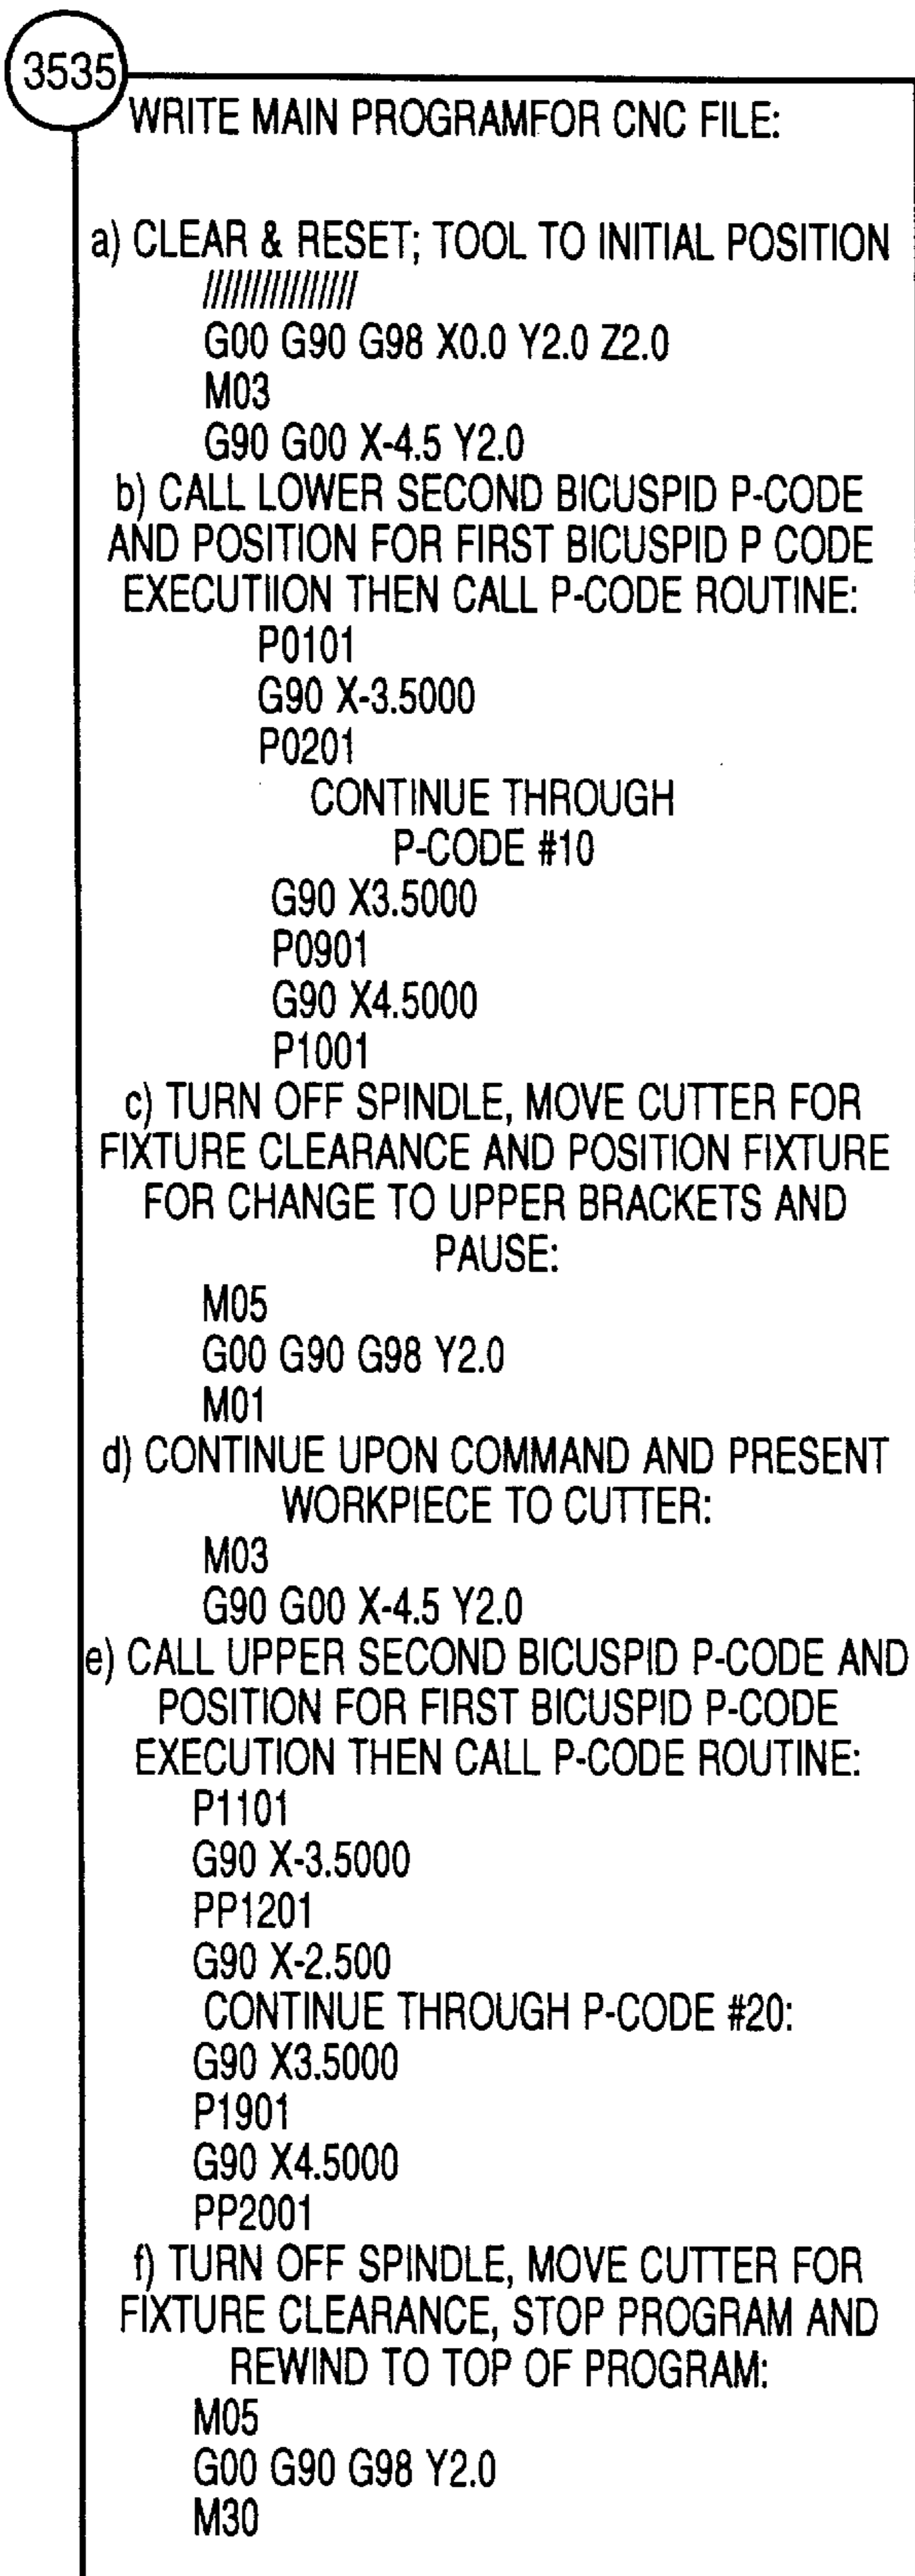 3535
WRITE MAIN PROGRAMFOR CNC FILE:
a) CLEAR & RESET; TOOL TO INITIAL POSITION
////////////////
G00 G90 G98 X0.0 Y2.0 Z2.0
M03
G90 G00 X-4.5 Y2.0
b) CALL LOWER SECOND BICUSPID P-CODE
AND POSITION FOR FIRST BICUSPID P CODE
EXECUTIION THEN CALL P-CODE ROUTINE:
P0101
G90 X-3.5000
P0201
CONTINUE THROUGH
P-CODE #10
G90 X3.5000
P0901
G90 X4.5000
P1001
c) TURN OFF SPINDLE, MOVE CUTTER FOR
FIXTURE CLEARANCE AND POSITION FIXTURE
FOR CHANGE TO UPPER BRACKETS AND
PAUSE:
M05
G00 G90 G98 Y2.0
M01
d) CONTINUE UPON COMMAND AND PRESENT
WORKPIECE TO CUTTER:
M03
G90 G00 X-4.5 Y2.0
e) CALL UPPER SECOND BICUSPID P-CODE AND
POSITION FOR FIRST BICUSPID P-CODE
EXECUTION THEN CALL P-CODE ROUTINE:
P1101
G90 X-3.5000
PP1201
G90 X-2.500
CONTINUE THROUGH P-CODE #20:
G90 X3.5000
P1901
G90 X4.5000
PP2001
f) TURN OFF SPINDLE, MOVE CUTTER FOR
FIXTURE CLEARANCE, STOP PROGRAM AND
REWIND TO TOP OF PROGRAM:
M05
G00 G90 G98 Y2.0
M30